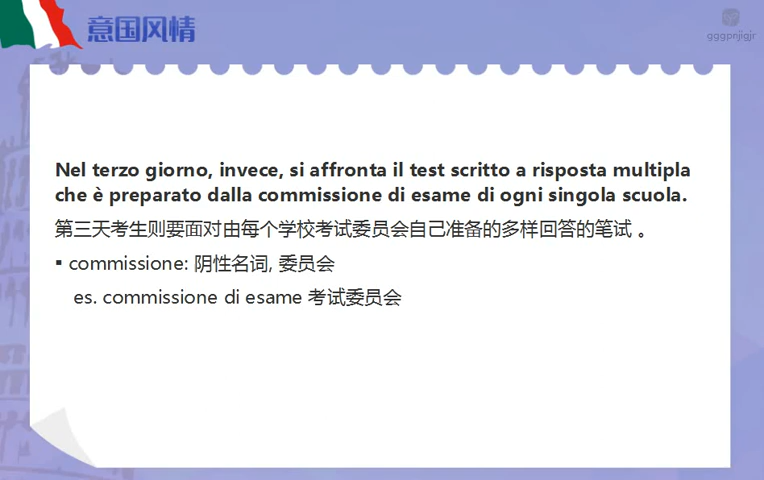 意国风情
gggpnjigjr
Nel terzo giorno, invece, si affronta il test scritto a risposta multipla
che è preparato dalla commissione di esame di ogni singola scuola.
第三天考生则要面对由每个学校考试委员会自己准备的多样回答的笔试 。
▪ commissione: 阴性名词, 委员会
es. commissione di esame 考试委员会